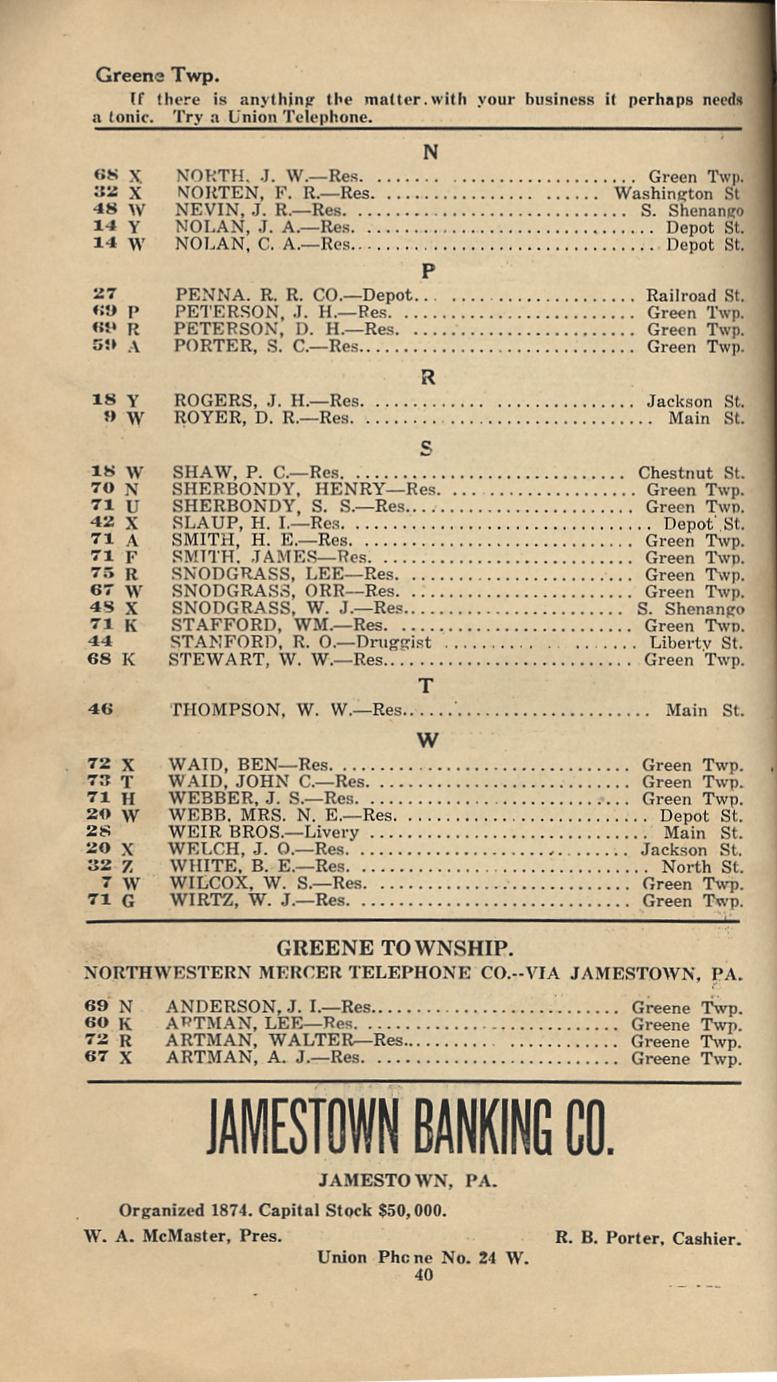 Greene Twp.
If there is anything the matter.with your business it perhaps needs
a tonic. Try a Union Telephone.
N
68 X NORTH, J. W.—Res. .................................. Green Twp.
32 X NORTEN, F. R.—Res. ................. ...... Washington St
48 W NEVIN, J. R.—Res. .................................. S. Shenango
14 Y NOLAN, J. A.—Res. .................................. Depot St.
14 W NOLAN, C. A.—Res. .................................. Depot St.
P
27 PENNA. R. R. CO.—Depot... ....................... Railroad St.
69 P PETERSON, J. H.—Res. ............................. Green Twp.
69 R PETERSON, D. H.—Res. ............................. Green Twp.
59 A PORTER, S. C.—Res. ................................ Green Twp.
R
18 Y ROGERS, J. H.—Res. .............. ................ Jackson St.
9 W ROYER, D. R.—Res. .................................. Main St.
S
18 W SHAW, P. C.—Res. .................................. Chestnut St.
70 N SHERBONDY, HENRY—Res. .... .................... Green Twp.
71 U SHERBONDY, S. S.—Res. ............................ Green Twp.
42 X SLAUP, H. I.—Res. .................................. Depot St.
71 A SMITH, H. E.—Res. .................................. Green Twp.
71 F SMITH, JAMES—Res. ................................. Green Twp.
75 R SNODGRASS, LEE—Res. ............................. Green Twp.
67 W SNODGRASS, ORR—Res. ............................. Green Twp.
48 X SNODGRASS, W. J.—Res. ............................ S. Shenango
71 K STAFFORD, WM.—Res. ............................... Green Twp.
44 STANFORD, R. O.—Druggist .......... .. ....... Liberty St.
68 K STEWART, W. W.—Res. .............................. Green Twp.
T
46 THOMPSON, W. W.—Res. ............................. Main St.
W
72 X WAID, BEN—Res. .................................... Green Twp.
73 T WAID, JOHN C.—Res. ................................ Green Twp.
71 H WEBBER, J. S.—Res. ................................. Green Twp.
20 W WEBB, MRS. N. E.—Res. ............................. Depot St.
28 WEIR BROS.—Livery .................................. Main St.
20 X WELCH, J. O.—Res. .................................. Jackson St.
32 Z WHITE, B. E.—Res. .................................. North St.
7 W WILCOX, W. S.—Res. ................................. Green Twp.
71 G WIRTZ, W. J.—Res. .................................. Green Twp.
GREENE TOWNSHIP.
NORTHWESTERN MERCER TELEPHONE CO.--VIA JAMESTOWN, PA.
69 N ANDERSON, J. I.—Res. ............................... Greene Twp.
60 K ARTMAN, LEE—Res. .................................. Greene Twp.
72 R ARTMAN, WALTER—Res. .......... ................ Greene Twp.
67 X ARTMAN, A. J.—Res. ................................. Greene Twp.
JAMESTOWN BANKING CO.
JAMESTOWN, PA.
Organized 1874. Capital Stock $50,000.
W. A. McMaster, Pres. R. B. Porter, Cashier.
Union Phone No. 24 W.
40